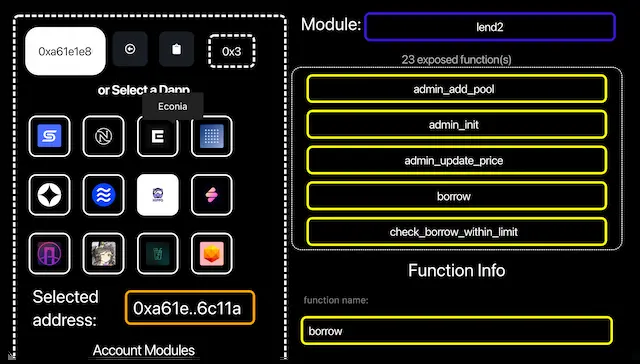 0xa61e1e8
0x3
or Select a Dapp
Econia
Selected
address:
0xa61e..6c11a
Account Modules
Module:
lend2
23 exposed function(s)
admin_add_pool
admin_init
admin_update_price
borrow
check_borrow_within_limit
Function Info
function name:
borrow